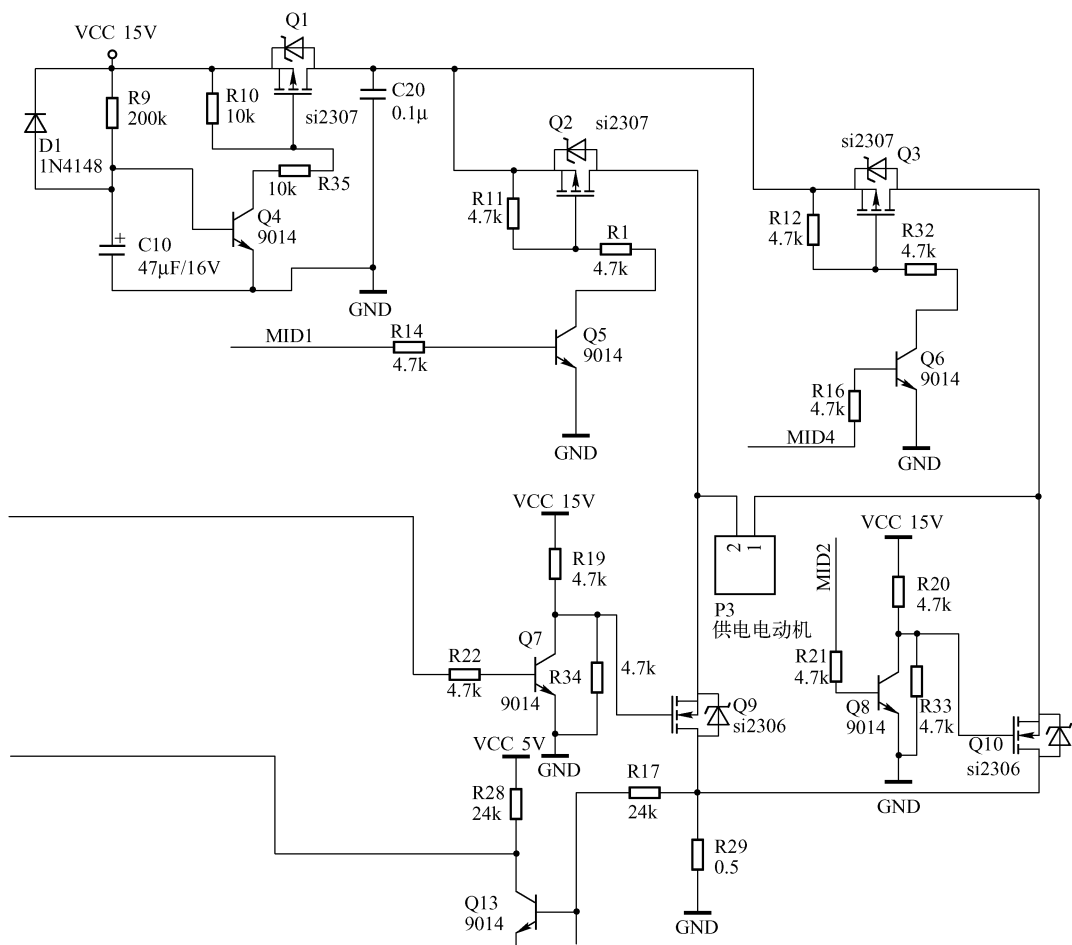 VCC 15V
Q1
R9
200k
R10
10k
si2307
C20
0.1μ
D1
1N4148
10k
R35
Q4
9014
C10
47μF/16V
+
GND
Q2
si2307
R11
4.7k
R1
4.7k
si2307
Q3
R12
4.7k
R32
4.7k
MID1
R14
4.7k
Q5
9014
GND
Q6
9014
R16
4.7k
MID4
GND
VCC 15V
R19
4.7k
Q7
R22
4.7k
9014
R34
4.7k
GND
2
1
P3
供电电动机
Q9
si2306
VCC 15V
MID2
R20
4.7k
R21
4.7k
Q8
9014
R33
4.7k
Q10
si2306
GND
VCC 5V
R28
24k
R17
24k
R29
0.5
Q13
9014
GND